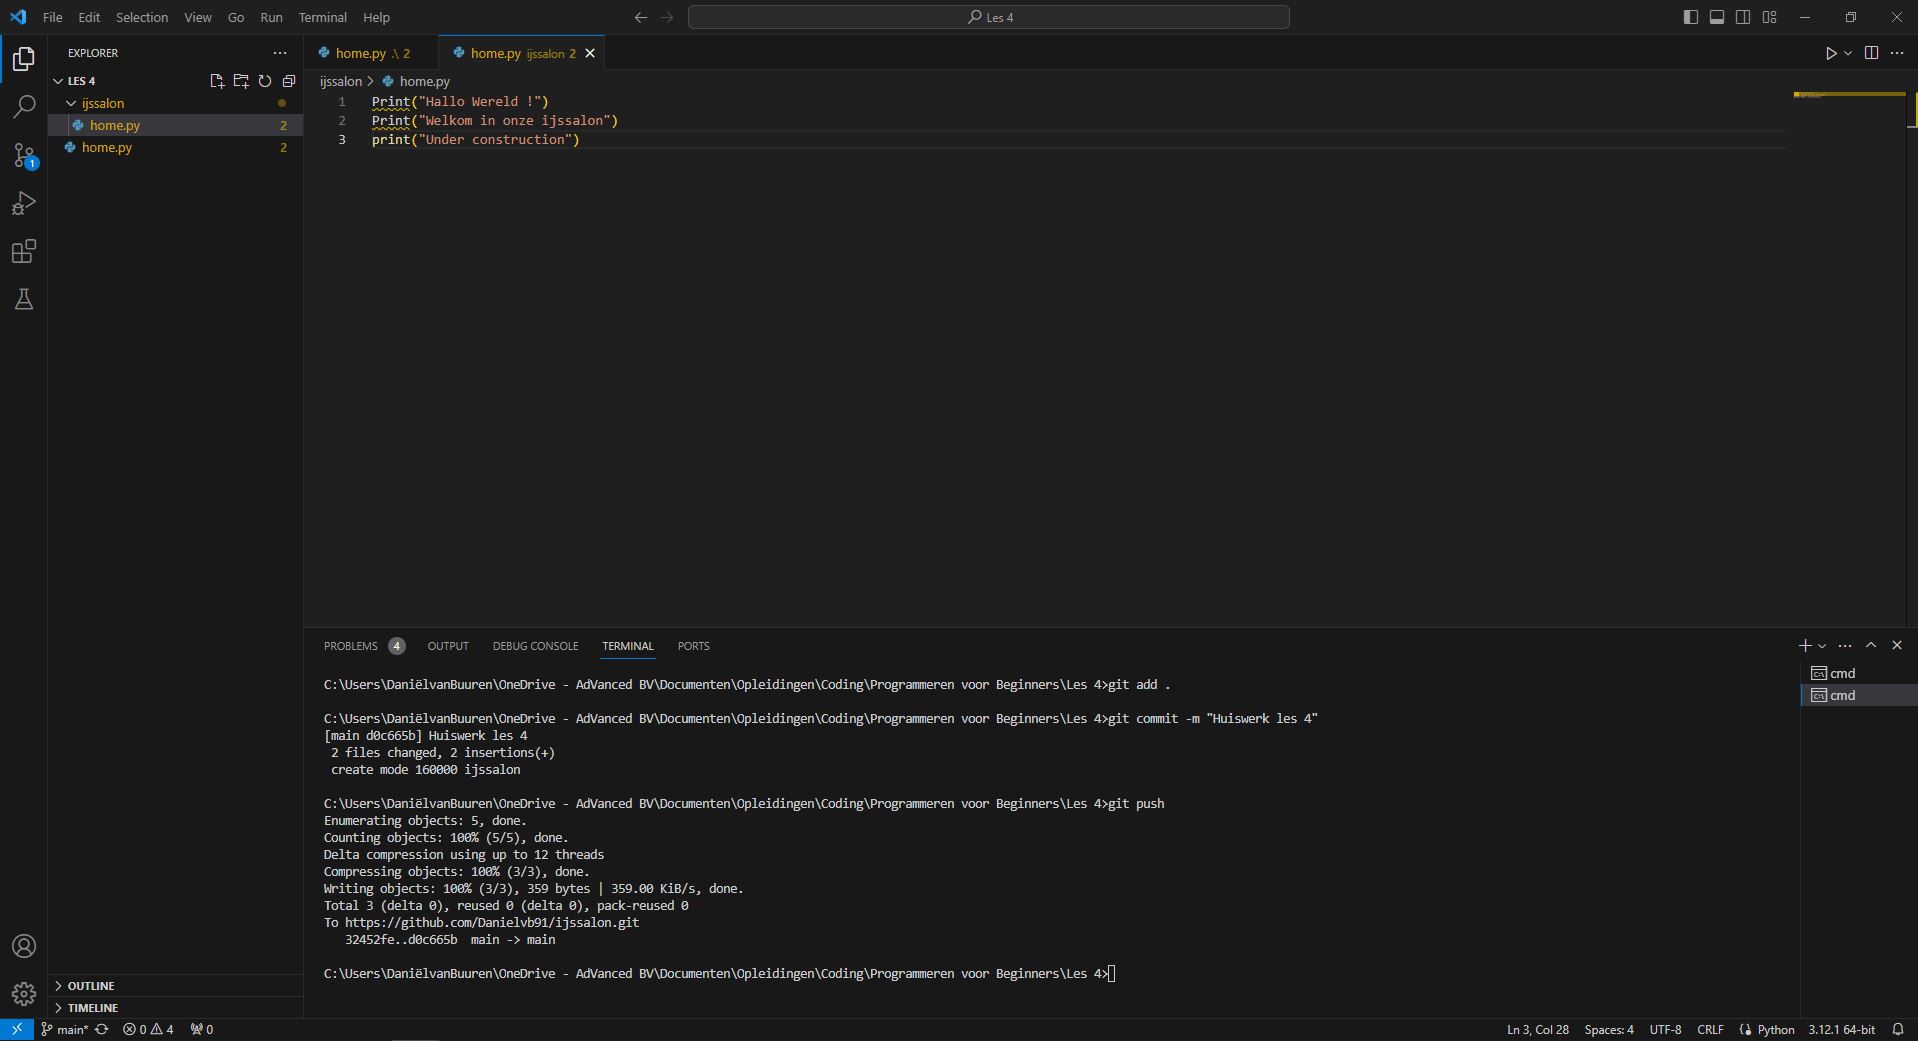 File Edit Selection View Go Run Terminal Help
Les 4
EXPLORER
LES 4
ijssalon
home.py 2
home.py 2
OUTLINE
TIMELINE
home.py .\ 2
home.py ijssalon 2
ijssalon > home.py
1 Print("Hallo Wereld !")
2 Print("Welkom in onze ijssalon")
3 print("Under construction")
1
PROBLEMS 4 OUTPUT DEBUG CONSOLE TERMINAL PORTS
cmd
cmd
C:\Users\DaniëlvanBuuren\OneDrive - AdVanced BV\Documenten\Opleidingen\Coding\Programmeren voor Beginners\Les 4>git add .
C:\Users\DaniëlvanBuuren\OneDrive - AdVanced BV\Documenten\Opleidingen\Coding\Programmeren voor Beginners\Les 4>git commit -m "Huiswerk les 4"
[main d0c665b] Huiswerk les 4
2 files changed, 2 insertions(+)
create mode 160000 ijssalon
C:\Users\DaniëlvanBuuren\OneDrive - AdVanced BV\Documenten\Opleidingen\Coding\Programmeren voor Beginners\Les 4>git push
Enumerating objects: 5, done.
Counting objects: 100% (5/5), done.
Delta compression using up to 12 threads
Compressing objects: 100% (3/3), done.
Writing objects: 100% (3/3), 359 bytes | 359.00 KiB/s, done.
Total 3 (delta 0), reused 0 (delta 0), pack-reused 0
To https://github.com/Danielvb91/ijssalon.git
32452fe..d0c665b  main -> main
C:\Users\DaniëlvanBuuren\OneDrive - AdVanced BV\Documenten\Opleidingen\Coding\Programmeren voor Beginners\Les 4>
main* 0 4 0 Ln 3, Col 28 Spaces: 4 UTF-8 CRLF Python 3.12.1 64-bit